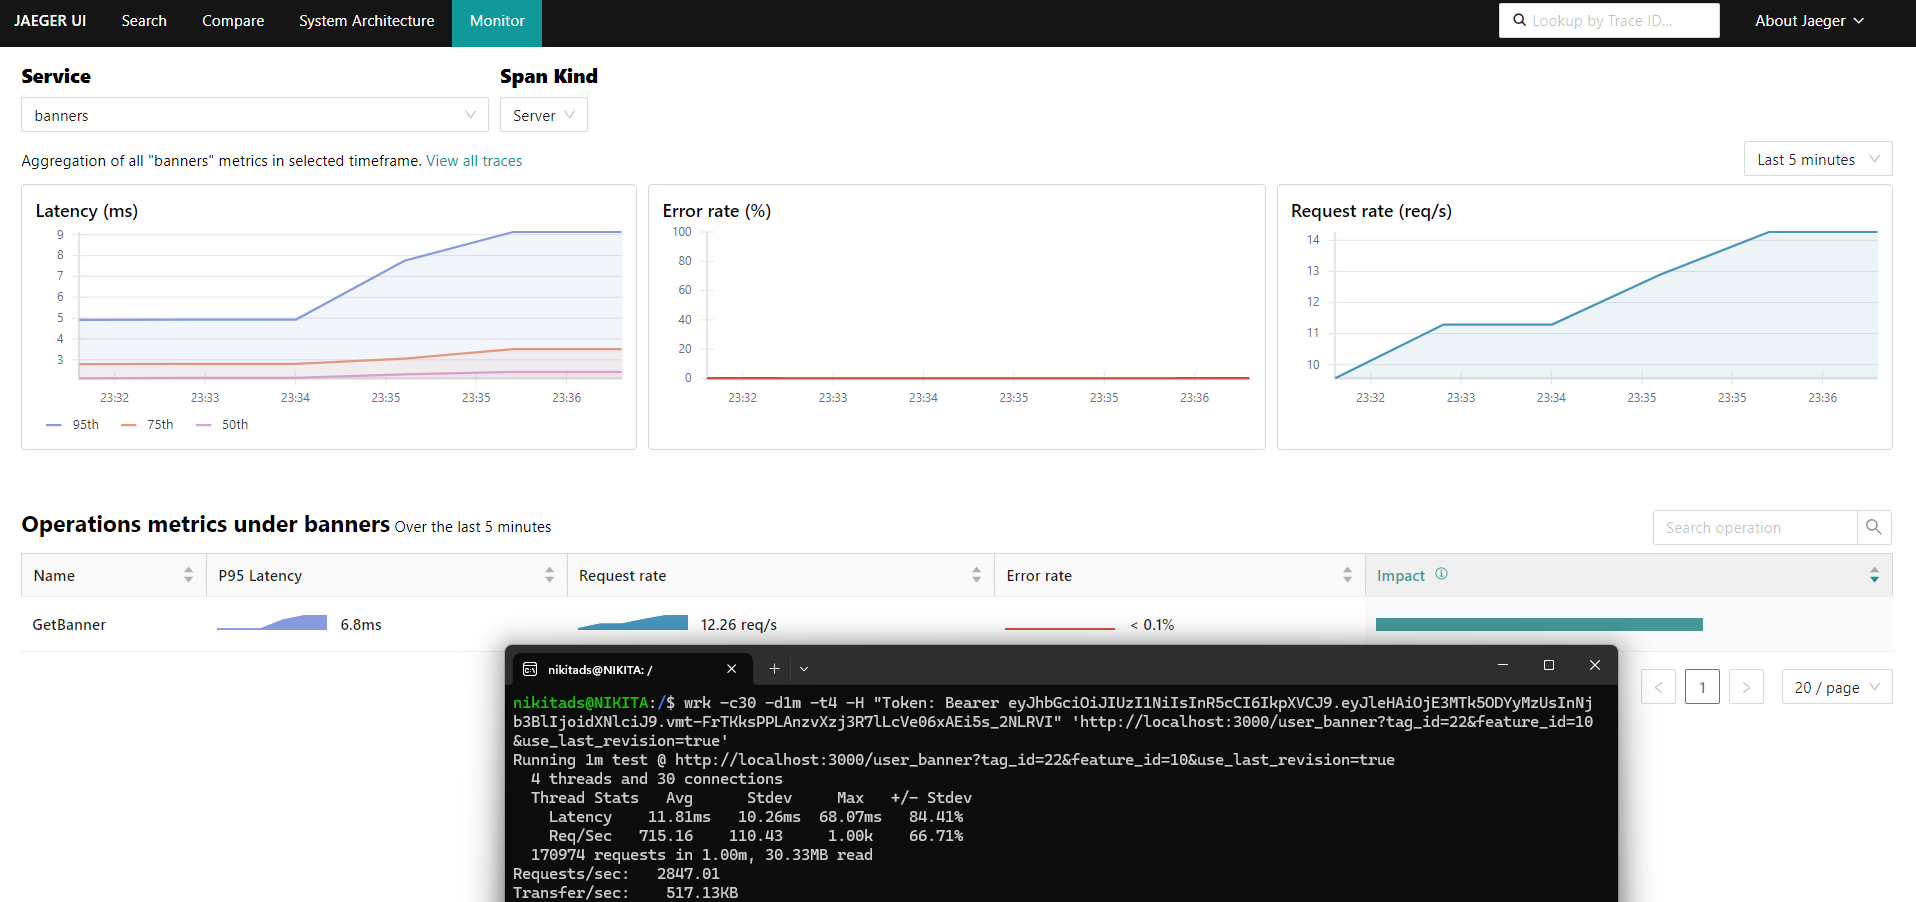 JAEGER UI Search Compare System Architecture Monitor Lookup by Trace ID... About Jaeger
Service Span Kind
banners Server
Aggregation of all "banners" metrics in selected timeframe. View all traces Last 5 minutes
Latency (ms)
9
8
7
6
5
4
3
23:32 23:33 23:34 23:35 23:35 23:36
95th 75th 50th
Error rate (%)
100
80
60
40
20
0
23:32 23:33 23:34 23:35 23:35 23:36
Request rate (req/s)
14
13
12
11
10
23:32 23:33 23:34 23:35 23:35 23:36
Operations metrics under banners Over the last 5 minutes Search operation
Name P95 Latency Request rate Error rate Impact
GetBanner 6.8ms 12.26 req/s < 0.1%
1 20 / page
nikitads@NIKITA: /
nikitads@NIKITA:/$ wrk -c30 -d1m -t4 -H "Token: Bearer eyJhbGciOiJIUzI1NiIsInR5cCI6IkpXVCJ9.eyJleHAiOjE3MTk5ODYyMzUsInNj
b3BlIjoidXNlciJ9.vmt-FrTKksPPLAnzvXzj3R7lLcVe06xAEi5s_2NLRVI" 'http://localhost:3000/user_banner?tag_id=22&feature_id=10
&use_last_revision=true'
Running 1m test @ http://localhost:3000/user_banner?tag_id=22&feature_id=10&use_last_revision=true
4 threads and 30 connections
Thread Stats Avg Stdev Max +/- Stdev
Latency 11.81ms 10.26ms 68.07ms 84.41%
Req/Sec 715.16 110.43 1.00k 66.71%
170974 requests in 1.00m, 30.33MB read
Requests/sec: 2847.01
Transfer/sec: 517.13KB